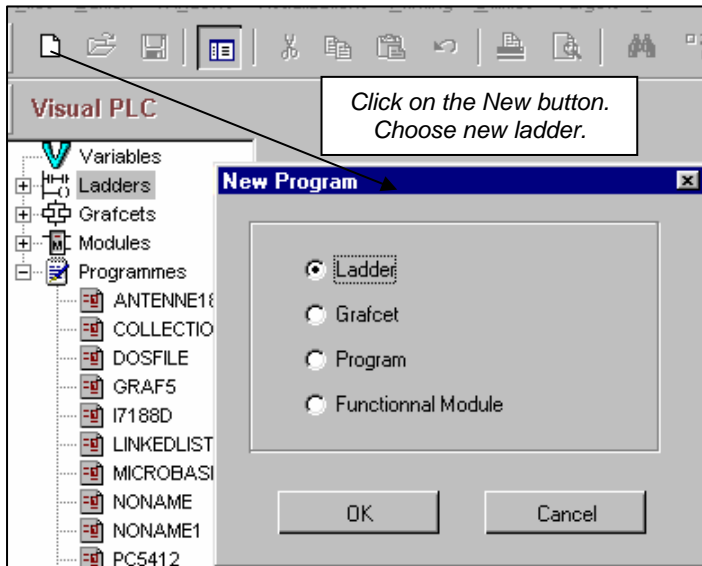 Click on the New button.
Choose new ladder.
Visual PLC
Variables
Ladders
Grafcets
Modules
Programmes
ANTENNE18
COLLECTIO
DOSFILE
GRAF5
I7188D
LINKEDLIST
MICROBASI
NONAME
NONAME1
PC5412
New Program
Ladder
Grafcet
Program
Functionnal Module
OK
Cancel